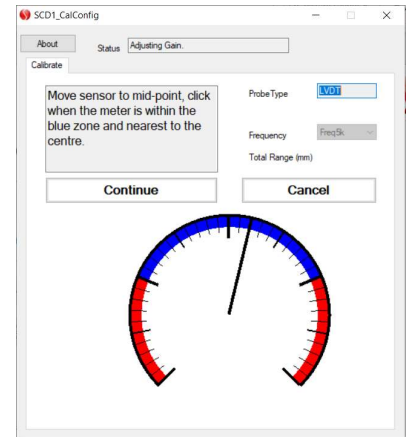 SCD1_CalConfig
About
Status Adjusting Gain.
Calibrate
Move sensor to mid-point, click
when the meter is within the
blue zone and nearest to the
centre.
ProbeType LVDT
Frequency Freq5k
Total Range (mm)
Continue
Cancel